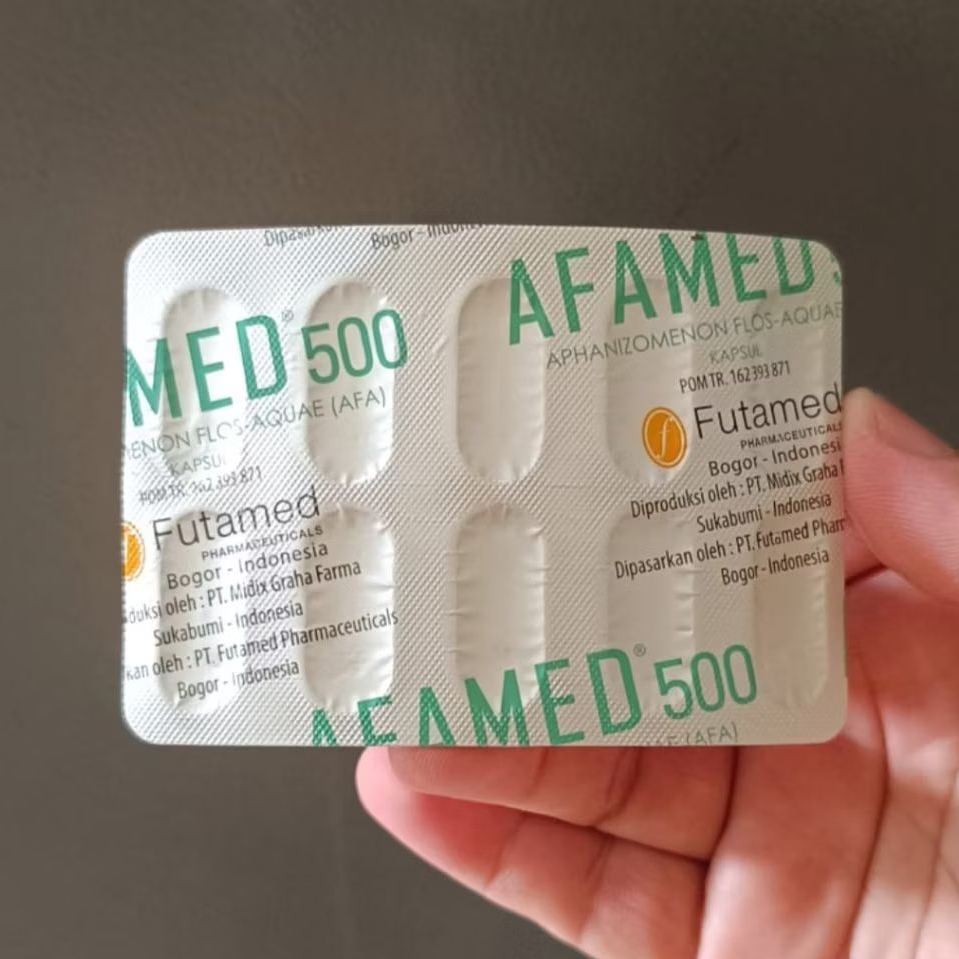 Bogor -
MED® 500
ENON FLOS-AQUAE (AFA)
KAPSUL
POM TR. 162 393 871
Futamed
PHARMACEUTICALS
Bogor - Indonesia
duksi oleh : PT. Midix Graha Farma
Sukabumi - Indonesia
kan oleh : PT. Futamed Pharmaceuticals
Bogor - Indonesia
AFAMED
APHANIZOMENON FLOS-AQUAE
KAPSUL
POM TR. 162 393 871
f Futamed
PHARMACEUTICALS
Bogor - Indonesi
Diproduksi oleh : PT. Midix Graha
Sukabumi - Indonesia
Dipasarkan oleh : PT. Futamed Pharm
Bogor - Indonesia
AFAMED® 500
AE (AFA)